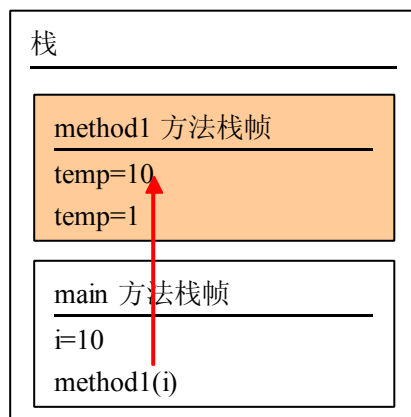 栈
method1 方法栈帧
temp=10
temp=1
main 方法栈帧
i=10
method1(i)